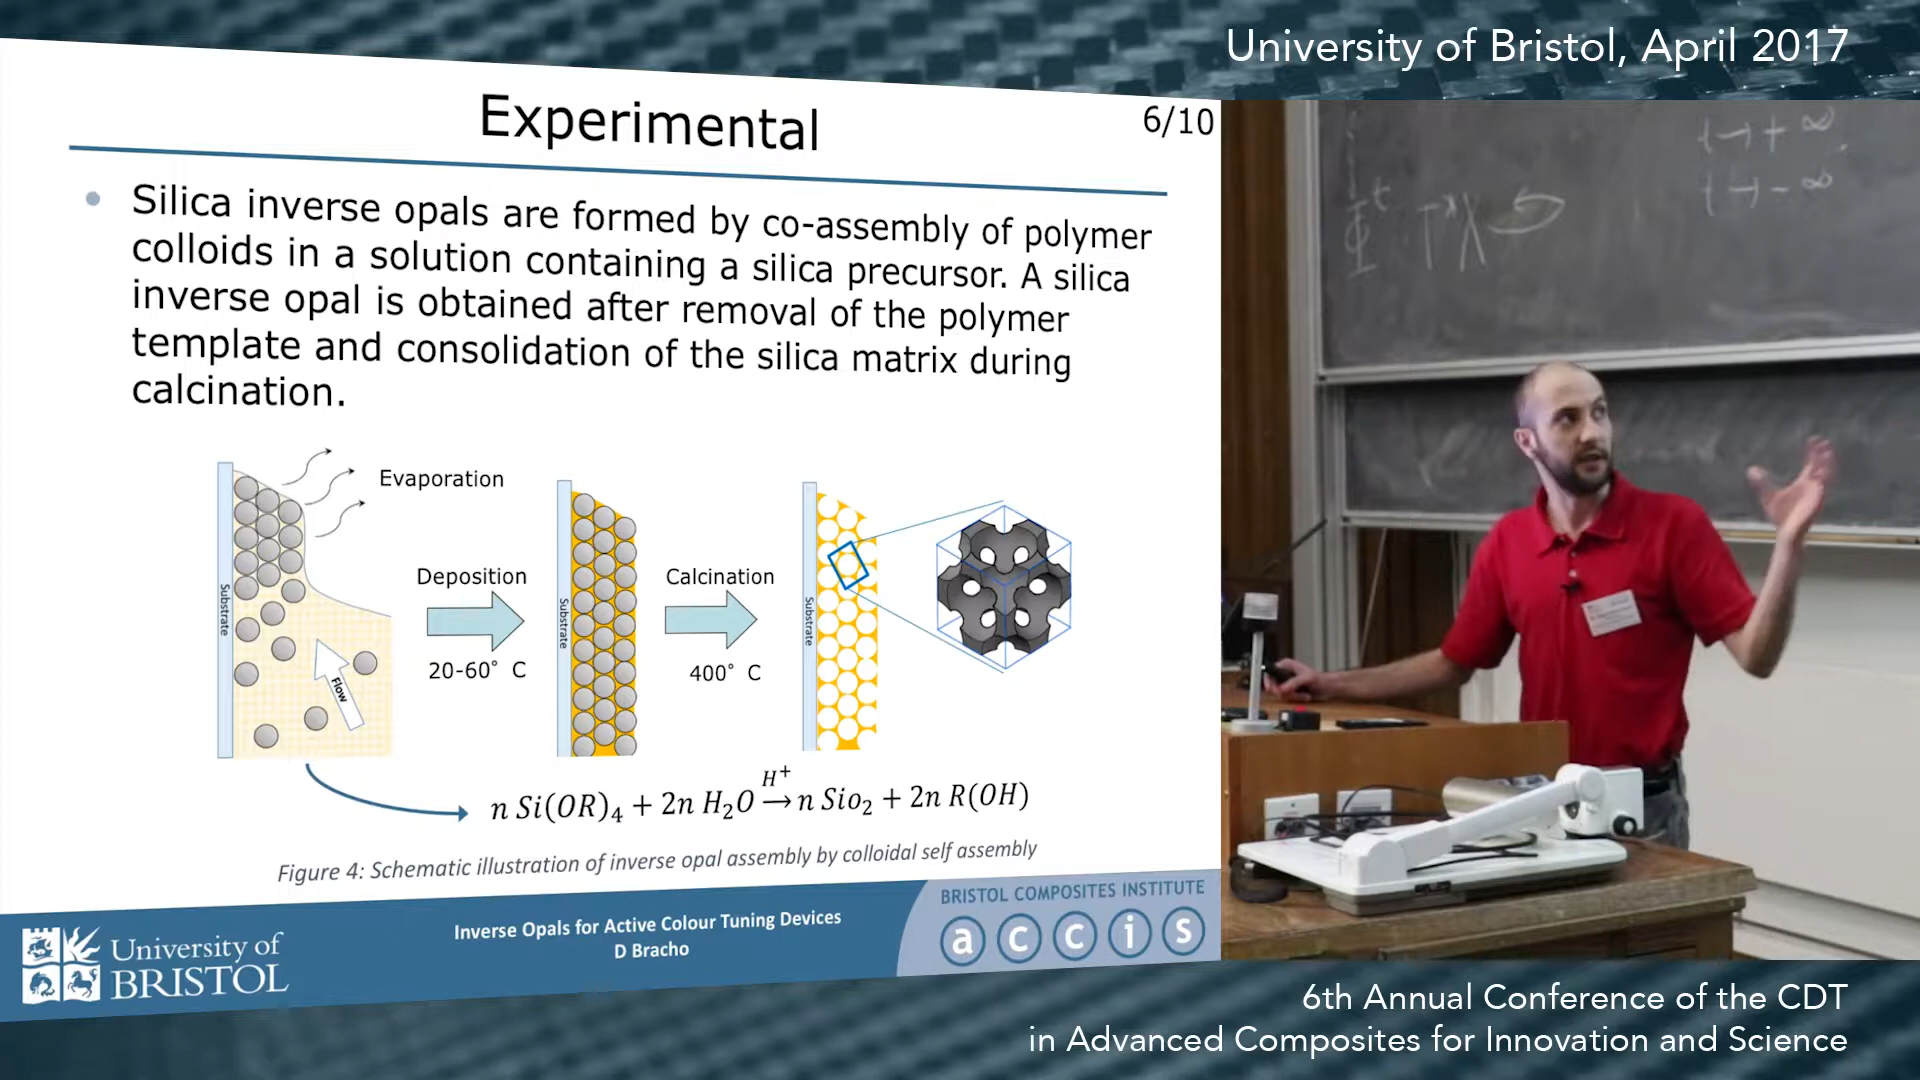 University of Bristol, April 2017
Experimental
6/10
• Silica inverse opals are formed by co-assembly of polymer
colloids in a solution containing a silica precursor. A silica
inverse opal is obtained after removal of the polymer
template and consolidation of the silica matrix during
calcination.
Evaporation
Substrate
Flow
Deposition
20-60° C
Substrate
Calcination
400° C
Substrate
n Si(OR)₄ + 2n H₂O →(H⁺) n Sio₂ + 2n R(OH)
Figure 4: Schematic illustration of inverse opal assembly by colloidal self assembly
University of
BRISTOL
Inverse Opals for Active Colour Tuning Devices
D Bracho
BRISTOL COMPOSITES INSTITUTE
a c c i s
t → + ∞
t → - ∞
6th Annual Conference of the CDT
in Advanced Composites for Innovation and Science